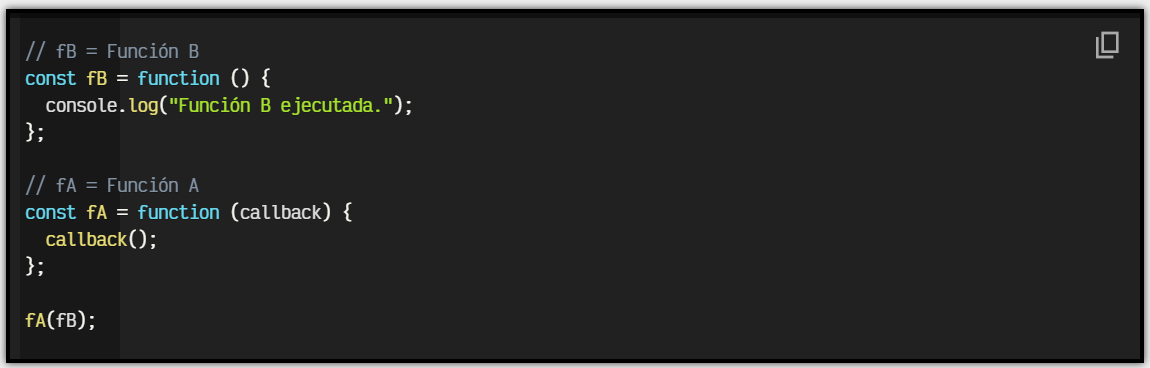 // fB = Función B
const fB = function () {
  console.log("Función B ejecutada.");
};

// fA = Función A
const fA = function (callback) {
  callback();
};

fA(fB);